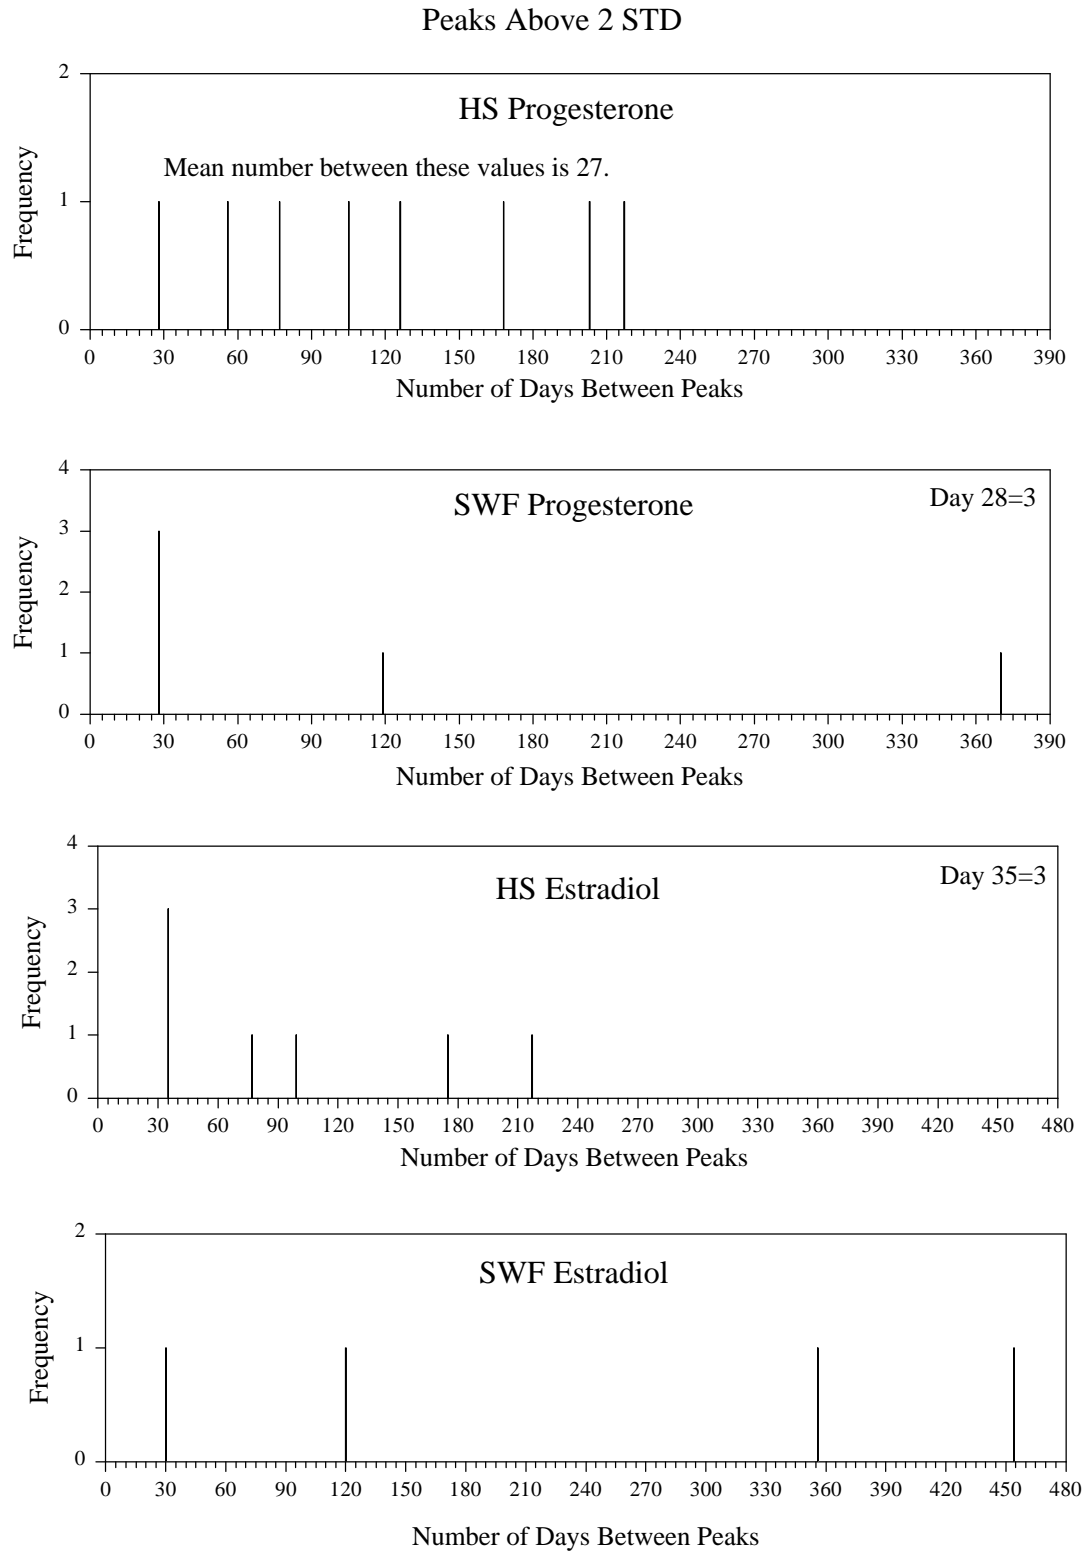 Peaks Above 2 STD
2
HS Progesterone
Mean number between these values is 27.
Frequency
1
0
0 30 60 90 120 150 180 210 240 270 300 330 360 390
Number of Days Between Peaks
4
SWF Progesterone
Day 28=3
3
Frequency
2
1
0
0 30 60 90 120 150 180 210 240 270 300 330 360 390
Number of Days Between Peaks
4
HS Estradiol
Day 35=3
3
Frequency
2
1
0
0 30 60 90 120 150 180 210 240 270 300 330 360 390 420 450 480
Number of Days Between Peaks
2
SWF Estradiol
Frequency
1
0
0 30 60 90 120 150 180 210 240 270 300 330 360 390 420 450 480
Number of Days Between Peaks